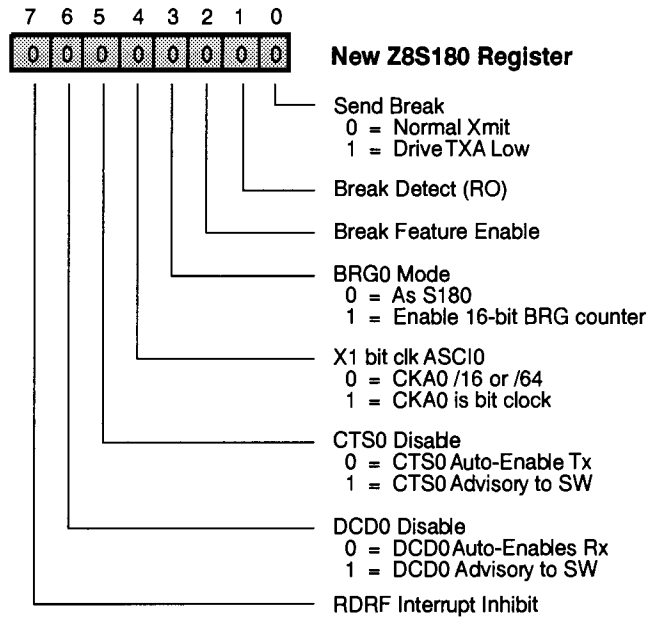 7 6 5 4 3 2 1 0
0 0 0 0 0 0 0 0 New Z8S180 Register
Send Break
0 = Normal Xmit
1 = Drive TXA Low
Break Detect (RO)
Break Feature Enable
BRG0 Mode
0 = As S180
1 = Enable 16-bit BRG counter
X1 bit clk ASCI0
0 = CKA0 /16 or /64
1 = CKA0 is bit clock
CTS0 Disable
0 = CTS0 Auto-Enable Tx
1 = CTS0 Advisory to SW
DCD0 Disable
0 = DCD0 Auto-Enables Rx
1 = DCD0 Advisory to SW
RDRF Interrupt Inhibit